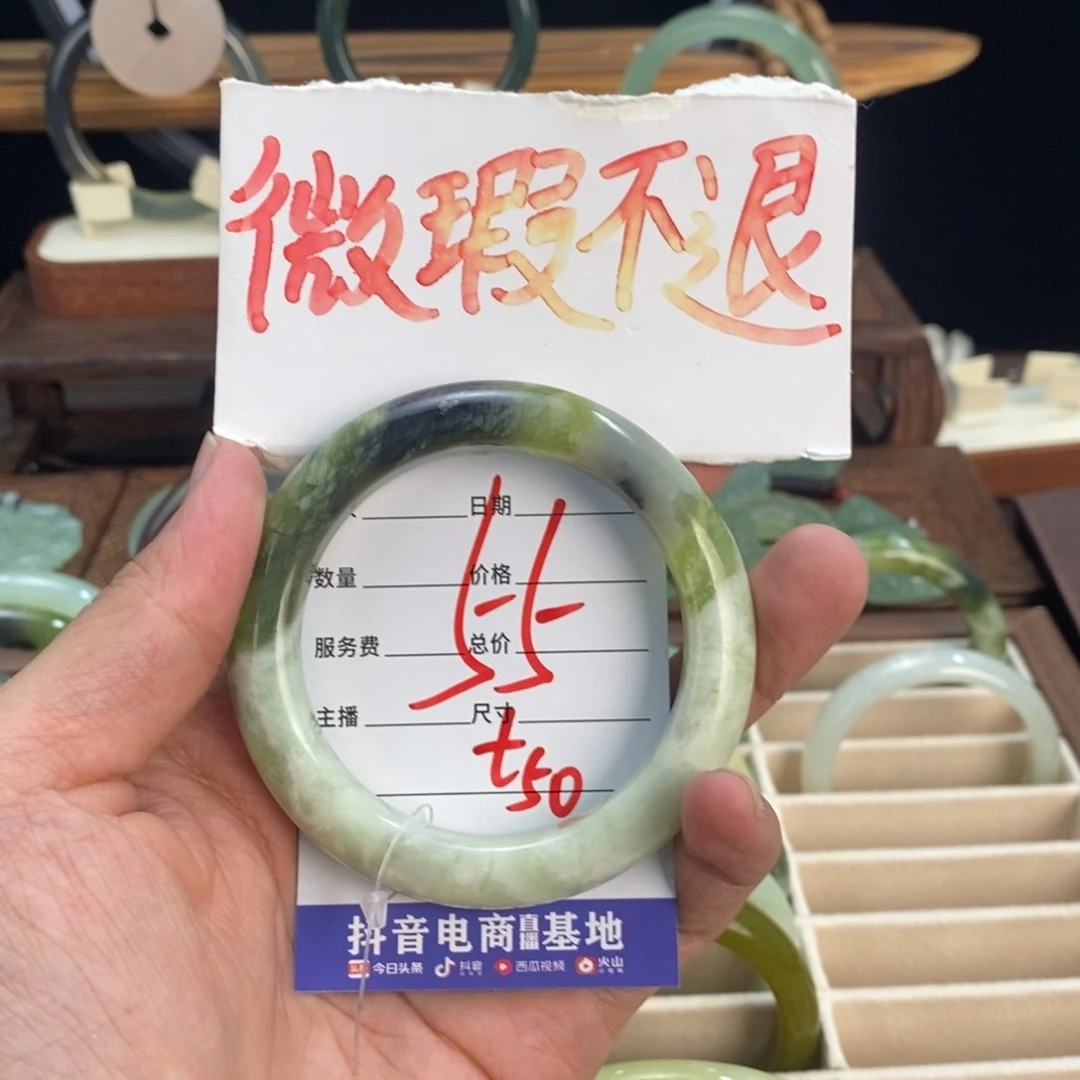 微瑕不退
日期
数量 价格
服务费 总价
主播 尺寸
55
t50
抖音电商直播基地
今日头条 抖音 西瓜视频 火山